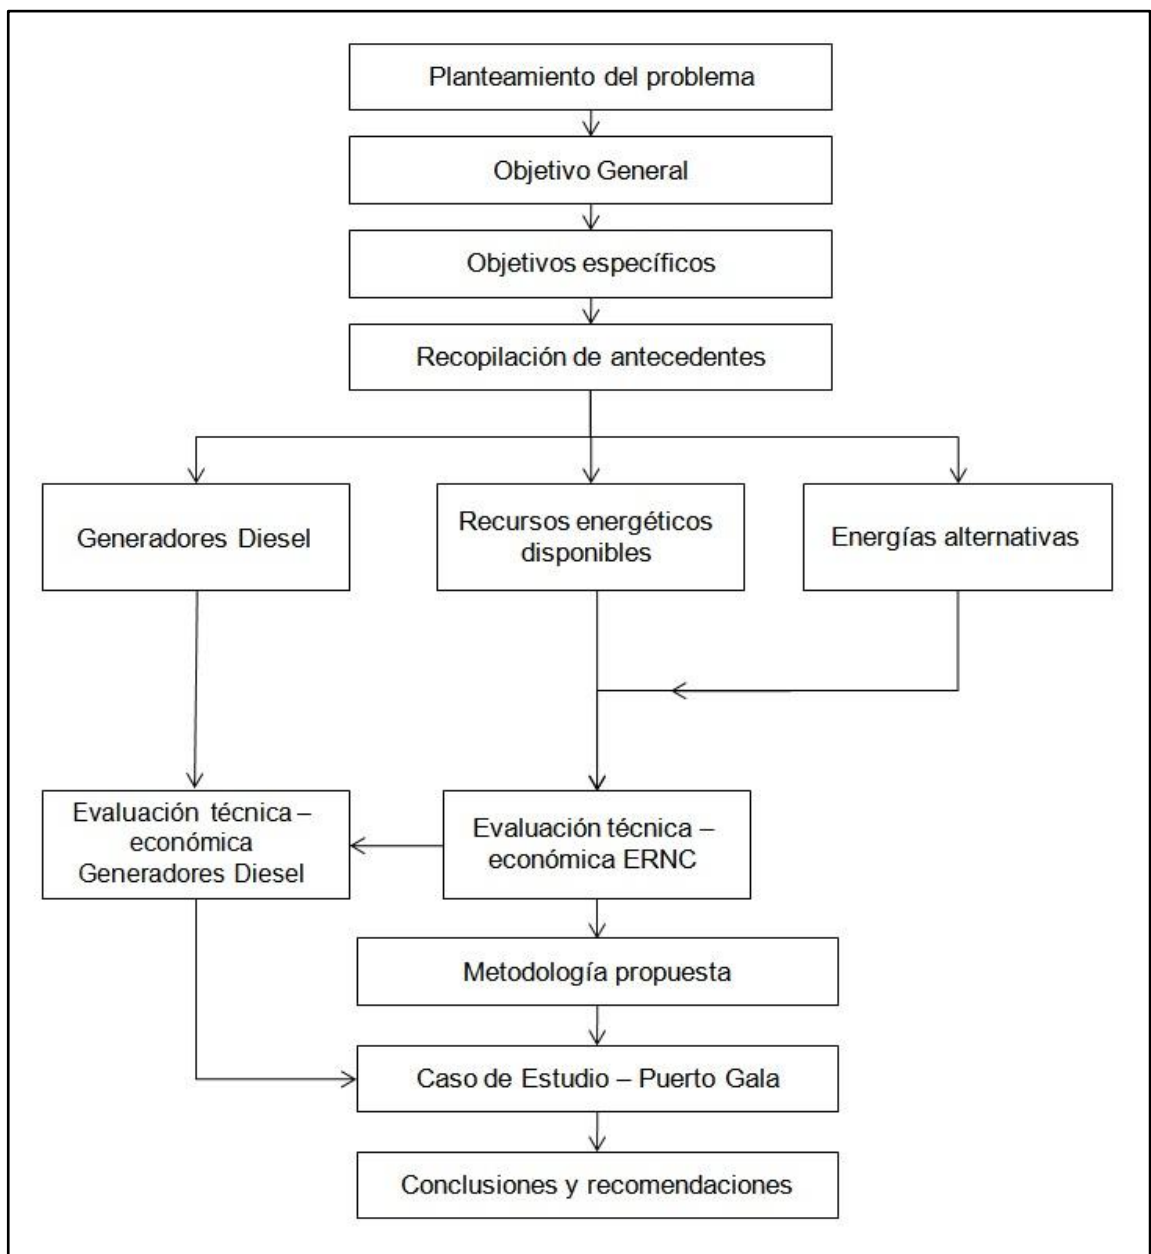 Planteamiento del problema
Objetivo General
Objetivos específicos
Recopilación de antecedentes
Generadores Diesel
Recursos energéticos
disponibles
Energías alternativas
Evaluación técnica –
económica
Generadores Diesel
Evaluación técnica –
económica ERNC
Metodología propuesta
Caso de Estudio – Puerto Gala
Conclusiones y recomendaciones